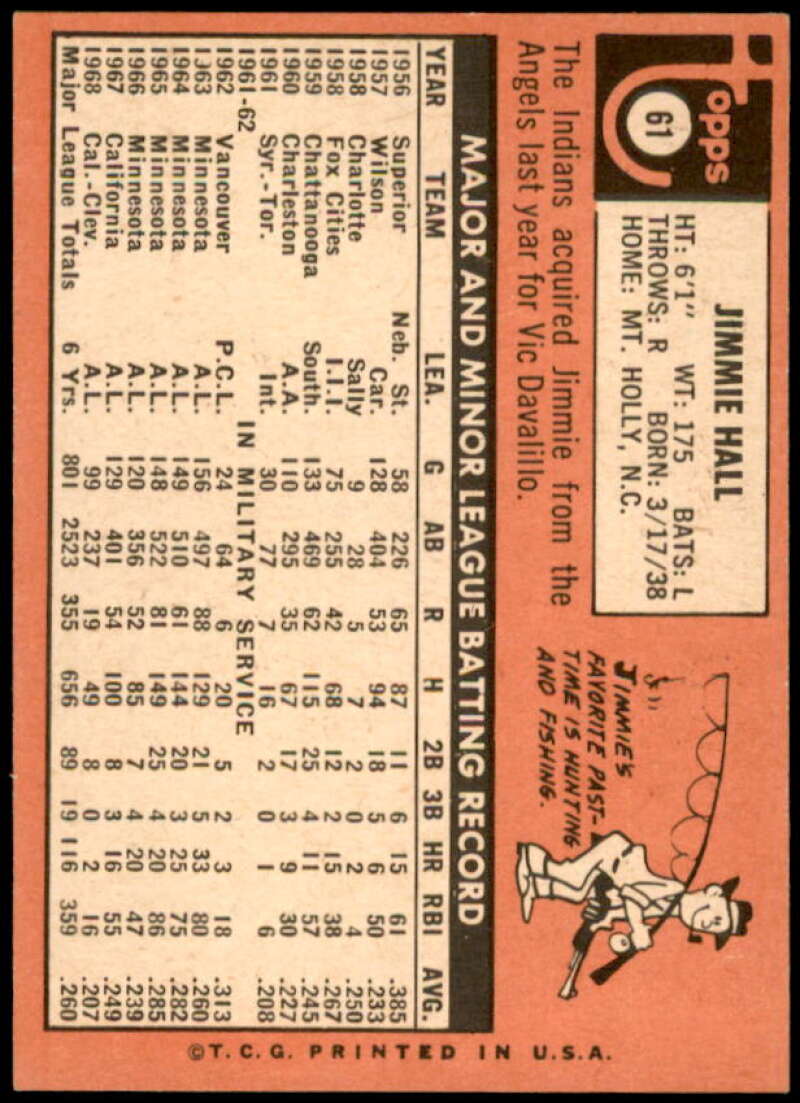 Topps
61
JIMMIE HALL
HT: 6'1" WT: 175 BATS: L
THROWS: R BORN: 3/17/38
HOME: MT. HOLLY, N.C.
The Indians acquired Jimmie from the
Angels last year for Vic Davalillo.
JIMMIE'S
FAVORITE PAST-
TIME IS HUNTING
AND FISHING.
MAJOR AND MINOR LEAGUE BATTING RECORD
YEAR TEAM LEA. G AB R H 2B 3B HR RBI AVG.
1956 Superior Neb. St. 58 226 65 87 11 6 15 61 .385
1957 Wilson Car. 128 404 53 94 18 5 6 50 .233
1958 Charlotte Sally 9 28 5 7 2 0 2 4 .250
1958 Fox Cities I.I.I. 75 255 42 68 12 2 15 38 .267
1959 Chattanooga South. 133 469 62 115 25 4 11 57 .245
1960 Charleston A.A. 110 295 35 67 17 3 9 30 .227
1961 Syr.-Tor. Int. 30 77 7 16 2 0 1 6 .208
1961-62 IN MILITARY SERVICE
1962 Vancouver P.C.L. 24 64 6 20 5 2 3 18 .313
1963 Minnesota A.L. 156 497 88 129 21 5 33 80 .260
1964 Minnesota A.L. 149 510 61 144 20 3 25 75 .282
1965 Minnesota A.L. 148 522 81 149 25 4 20 86 .285
1966 Minnesota A.L. 120 356 52 85 7 4 20 47 .239
1967 California A.L. 129 401 54 100 8 3 16 55 .249
1968 Cal.-Clev. A.L. 99 237 19 49 8 0 2 16 .207
Major League Totals 6 Yrs. 801 2523 355 656 89 19 116 359 .260
©T.C.G. PRINTED IN U.S.A.